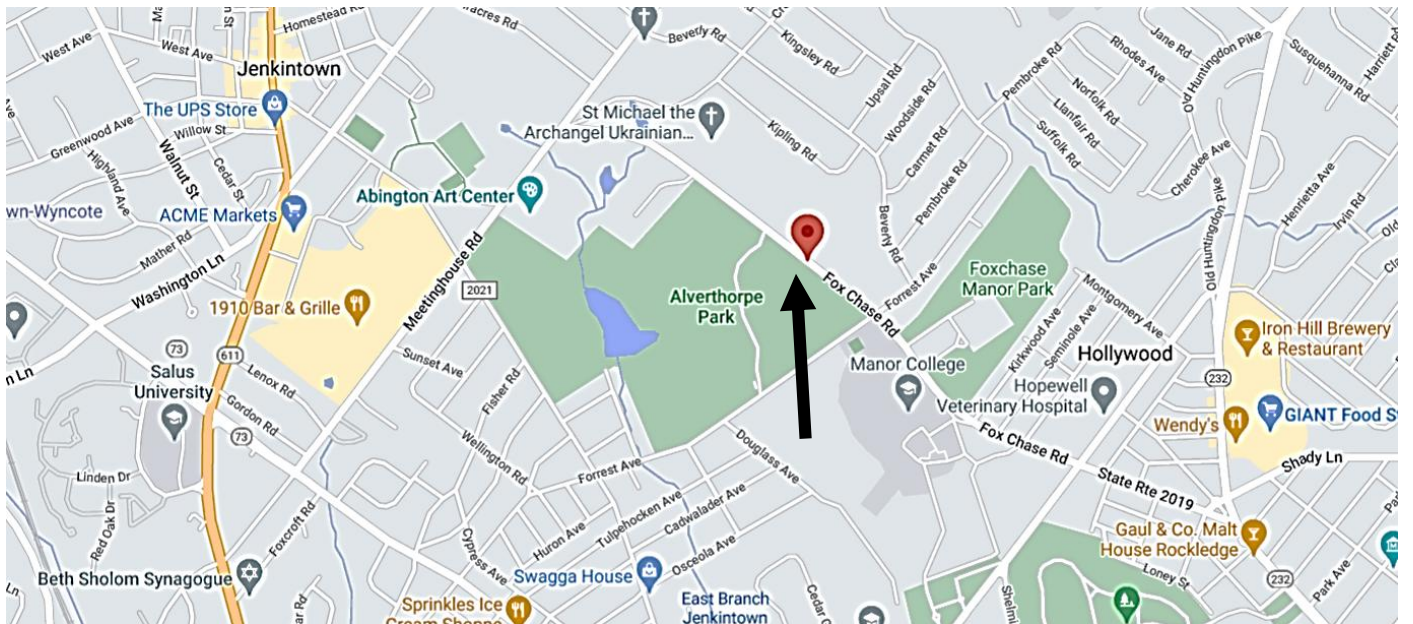 Homestead Rd
West Ave
West Ave
Beverly Rd
Kingsley Rd
Jane Rd
Rhodes Ave
Old Huntingdon Pike
Susquehanna Rd
Harriett Rd
Jenkintown
The UPS Store
Willow St
Greenwood Ave
Highland Ave
Walnut St
Cedar St
St Michael the
Archangel Ukrainian...
Kipling Rd
Upsal Rd
Woodside Rd
Carmet Rd
Pembroke Rd
Pembroke Rd
Norfolk Rd
Llanfair Rd
Suffolk Rd
Cherokee Ave
Henrietta Ave
Irvin Rd
Old Huntingdon Pike
wn-Wyncote
ACME Markets
Mather Rd
Washington Ln
Abington Art Center
Meetinghouse Rd
2021
Beverly Rd
Forrest Ave
Foxchase
Manor Park
Montgomery Ave
Alverthorpe
Park
Fox Chase Rd
1910 Bar & Grille
Sunset Ave
Fisher Rd
Kirkwood Ave
Seminole Ave
Hollywood
Iron Hill Brewery
& Restaurant
73
611
Salus
University
Lenox Rd
Gordon Rd
73
n Ln
Manor College
Hopewell
Veterinary Hospital
232
Wendy's
GIANT Food S
Fox Chase Rd
State Rte 2019
Shady Ln
Linden Dr
Red Oak Dr
Wellington Rd
Forrest Ave
Douglass Ave
Huron Ave
Tulpehocken Ave
Cadwalader Ave
Osceola Ave
Cypress Ave
Foxcroft Rd
Beth Sholom Synagogue
Swagga House
Sprinkles Ice
Cream Shoppe
East Branch
Jenkintown
Cedar
Gaul & Co. Malt
House Rockledge
Loney St
232
Park Ave
Shelm